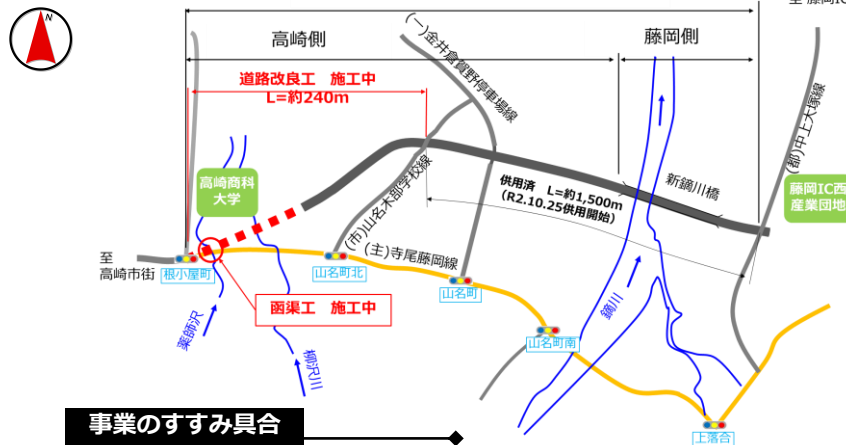 N
至 藤岡IC
高崎側
藤岡側
(一)金井倉賀野停車場線
道路改良工 施工中
L=約240m
(都)中上大塚線
高崎商科
大学
新鏑川橋
藤岡IC西
産業団地
供用済 L=約1,500m
(R2.10.25供用開始)
(市)山名木部学校線
(主)寺尾藤岡線
至
高崎市街
根小屋町
山名町北
山名町
函渠工 施工中
薬師沢
柳沢川
鏑川
山名町南
上落合
事業のすすみ具合